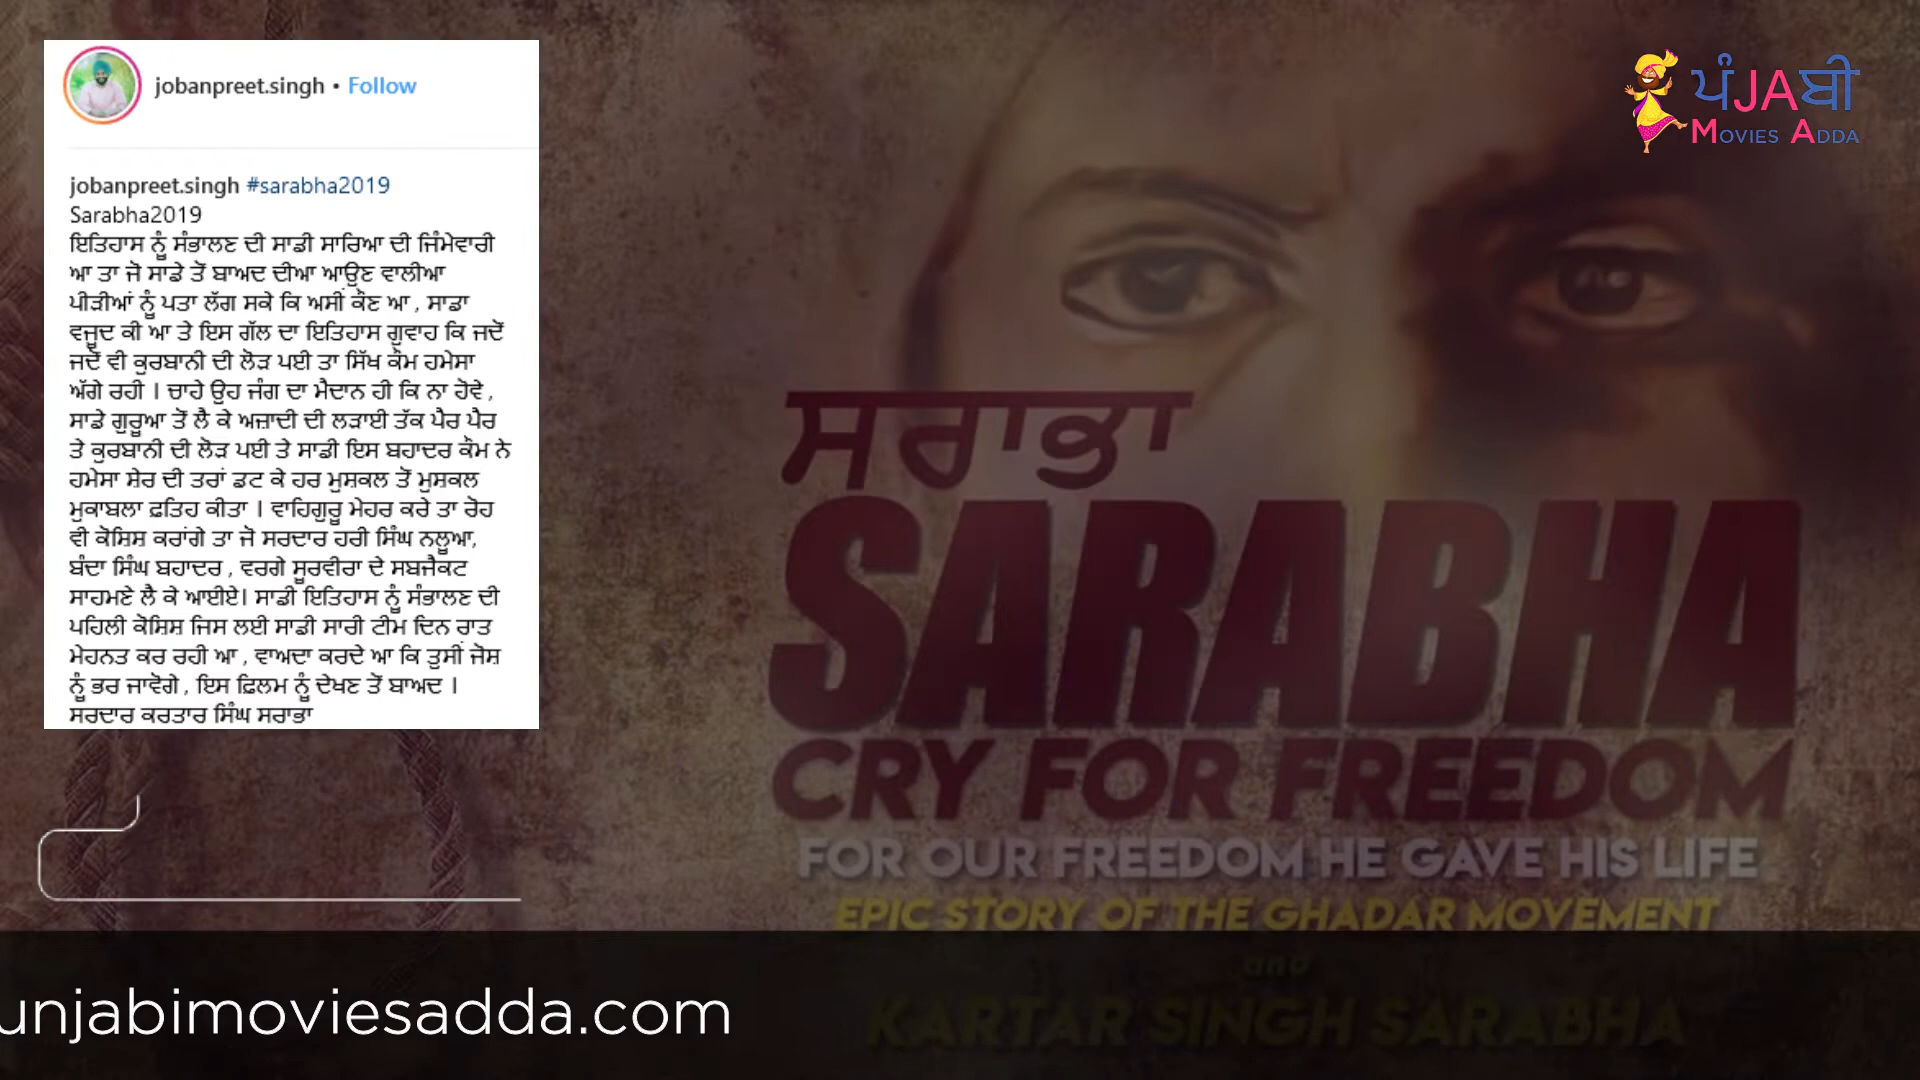 jobanpreet.singh • Follow
jobanpreet.singh #sarabha2019
Sarabha2019
ਇਤਿਹਾਸ ਨੂੰ ਸੰਭਾਲਣ ਦੀ ਸਾਡੀ ਸਾਰਿਆ ਦੀ ਜਿੰਮੇਵਾਰੀ
ਆ ਤਾ ਜੋ ਸਾਡੇ ਤੋਂ ਬਾਅਦ ਦੀਆ ਆਉਣ ਵਾਲੀਆ
ਪੀੜੀਆਂ ਨੂੰ ਪਤਾ ਲੱਗ ਸਕੇ ਕਿ ਅਸੀਂ ਕੌਣ ਆ , ਸਾਡਾ
ਵਜੂਦ ਕੀ ਆ ਤੇ ਇਸ ਗੱਲ ਦਾ ਇਤਿਹਾਸ ਗੁਵਾਹ ਕਿ ਜਦੋਂ
ਜਦੋਂ ਵੀ ਕੁਰਬਾਨੀ ਦੀ ਲੋੜ ਪਈ ਤਾ ਸਿੱਖ ਕੌਮ ਹਮੇਸਾ
ਅੱਗੇ ਰਹੀ । ਚਾਹੇ ਉਹ ਜੰਗ ਦਾ ਮੈਦਾਨ ਹੀ ਕਿ ਨਾ ਹੋਵੇ ,
ਸਾਡੇ ਗੁਰੂਆ ਤੋਂ ਲੈ ਕੇ ਅਜ਼ਾਦੀ ਦੀ ਲੜਾਈ ਤੱਕ ਪੈਰ ਪੈਰ
ਤੇ ਕੁਰਬਾਨੀ ਦੀ ਲੋੜ ਪਈ ਤੇ ਸਾਡੀ ਇਸ ਬਹਾਦਰ ਕੌਮ ਨੇ
ਹਮੇਸਾ ਸ਼ੇਰ ਦੀ ਤਰਾਂ ਡਟ ਕੇ ਹਰ ਮੁਸ਼ਕਲ ਤੋਂ ਮੁਸ਼ਕਲ
ਮੁਕਾਬਲਾ ਫ਼ਤਿਹ ਕੀਤਾ । ਵਾਹਿਗੁਰੂ ਮੇਹਰ ਕਰੇ ਤਾ ਰੋਹ
ਵੀ ਕੋਸ਼ਿਸ਼ ਕਰਾਂਗੇ ਤਾ ਜੋ ਸਰਦਾਰ ਹਰੀ ਸਿੰਘ ਨਲੂਆ,
ਬੰਦਾ ਸਿੰਘ ਬਹਾਦਰ , ਵਰਗੇ ਸੂਰਵੀਰਾ ਦੇ ਸਬਜੈਕਟ
ਸਾਹਮਣੇ ਲੈ ਕੇ ਆਈਏ। ਸਾਡੀ ਇਤਿਹਾਸ ਨੂੰ ਸੰਭਾਲਣ ਦੀ
ਪਹਿਲੀ ਕੋਸ਼ਿਸ਼ ਜਿਸ ਲਈ ਸਾਡੀ ਸਾਰੀ ਟੀਮ ਦਿਨ ਰਾਤ
ਮੇਹਨਤ ਕਰ ਰਹੀ ਆ , ਵਾਅਦਾ ਕਰਦੇ ਆ ਕਿ ਤੁਸੀਂ ਜੋਸ਼
ਨੂੰ ਭਰ ਜਾਵੋਗੇ , ਇਸ ਫ਼ਿਲਮ ਨੂੰ ਦੇਖਣ ਤੋਂ ਬਾਅਦ ।
ਸਰਦਾਰ ਕਰਤਾਰ ਸਿੰਘ ਸਰਾਭਾ
ਪੰJAਬੀ
MOVIES ADDA
ਸਰਾਭਾ
SARABHA
CRY FOR FREEDOM
FOR OUR FREEDOM HE GAVE HIS LIFE
EPIC STORY OF THE GHADAR MOVEMENT
and
KARTAR SINGH SARABHA
unjabimoviesadda.com